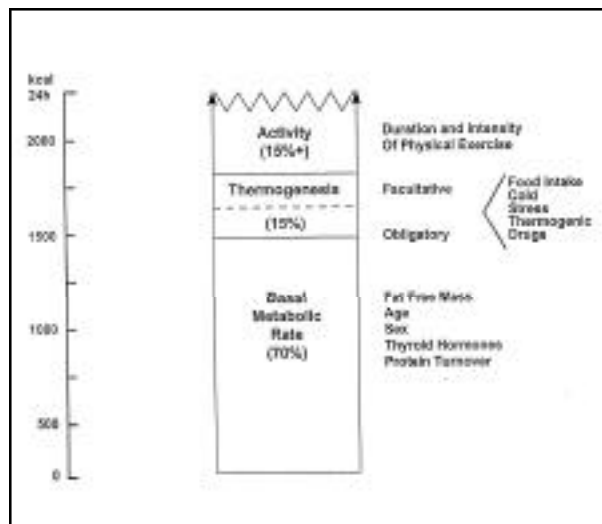 kcal
24h
2000
1500
1000
500
0
Activity
(15%+)
Thermogenesis
(15%)
Basal
Metabolic
Rate
(70%)
Duration and Intensity
Of Physical Exercise
Facultative
Obligatory
Food Intake
Cold
Stress
Thermogenic
Drugs
Fat Free Mass
Age
Sex
Thyroid Hormones
Protein Turnover